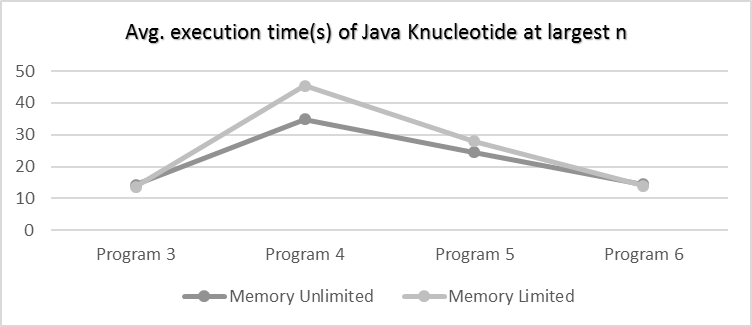 Avg. execution time(s) of Java Knucleotide at largest n
50
40
30
20
10
0
Program 3 Program 4 Program 5 Program 6
Memory Unlimited Memory Limited